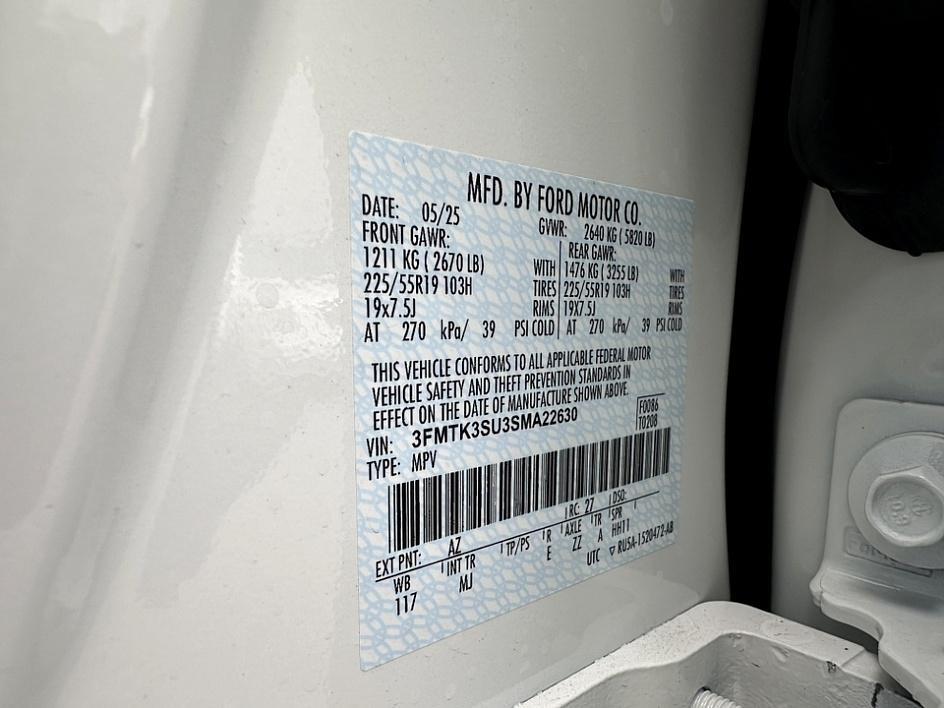 MFD. BY FORD MOTOR CO.
DATE: 05/25 GVWR: 2640 KG ( 5820 LB)
FRONT GAWR: REAR GAWR:
1211 KG ( 2670 LB) WITH 1476 KG ( 3255 LB) WITH
225/55R19 103H TIRES 225/55R19 103H TIRES
19x7.5J RIMS 19X7.5J RIMS
AT 270 kPa/ 39 PSI COLD AT 270 kPa/ 39 PSI COLD
THIS VEHICLE CONFORMS TO ALL APPLICABLE FEDERAL MOTOR
VEHICLE SAFETY AND THEFT PREVENTION STANDARDS IN
EFFECT ON THE DATE OF MANUFACTURE SHOWN ABOVE.
VIN: 3FMTK3SU3SMA22630 F0086
TYPE: MPV T0208
EXT PNT: AZ RC: 27 DSO:
WB INT TR TP/PS R AXLE TR SPR
117 MJ E ZZ A HH11
UTC ▽ RU5A-1520472-AB